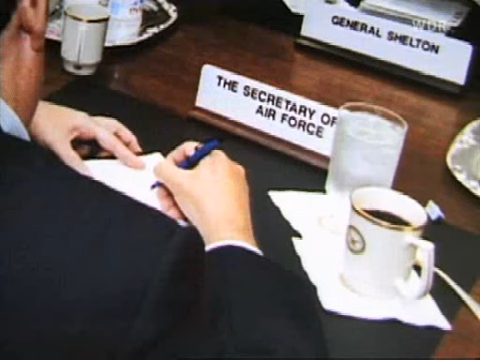 GENERAL SHELTON
THE SECRETARY OF
AIR FORCE